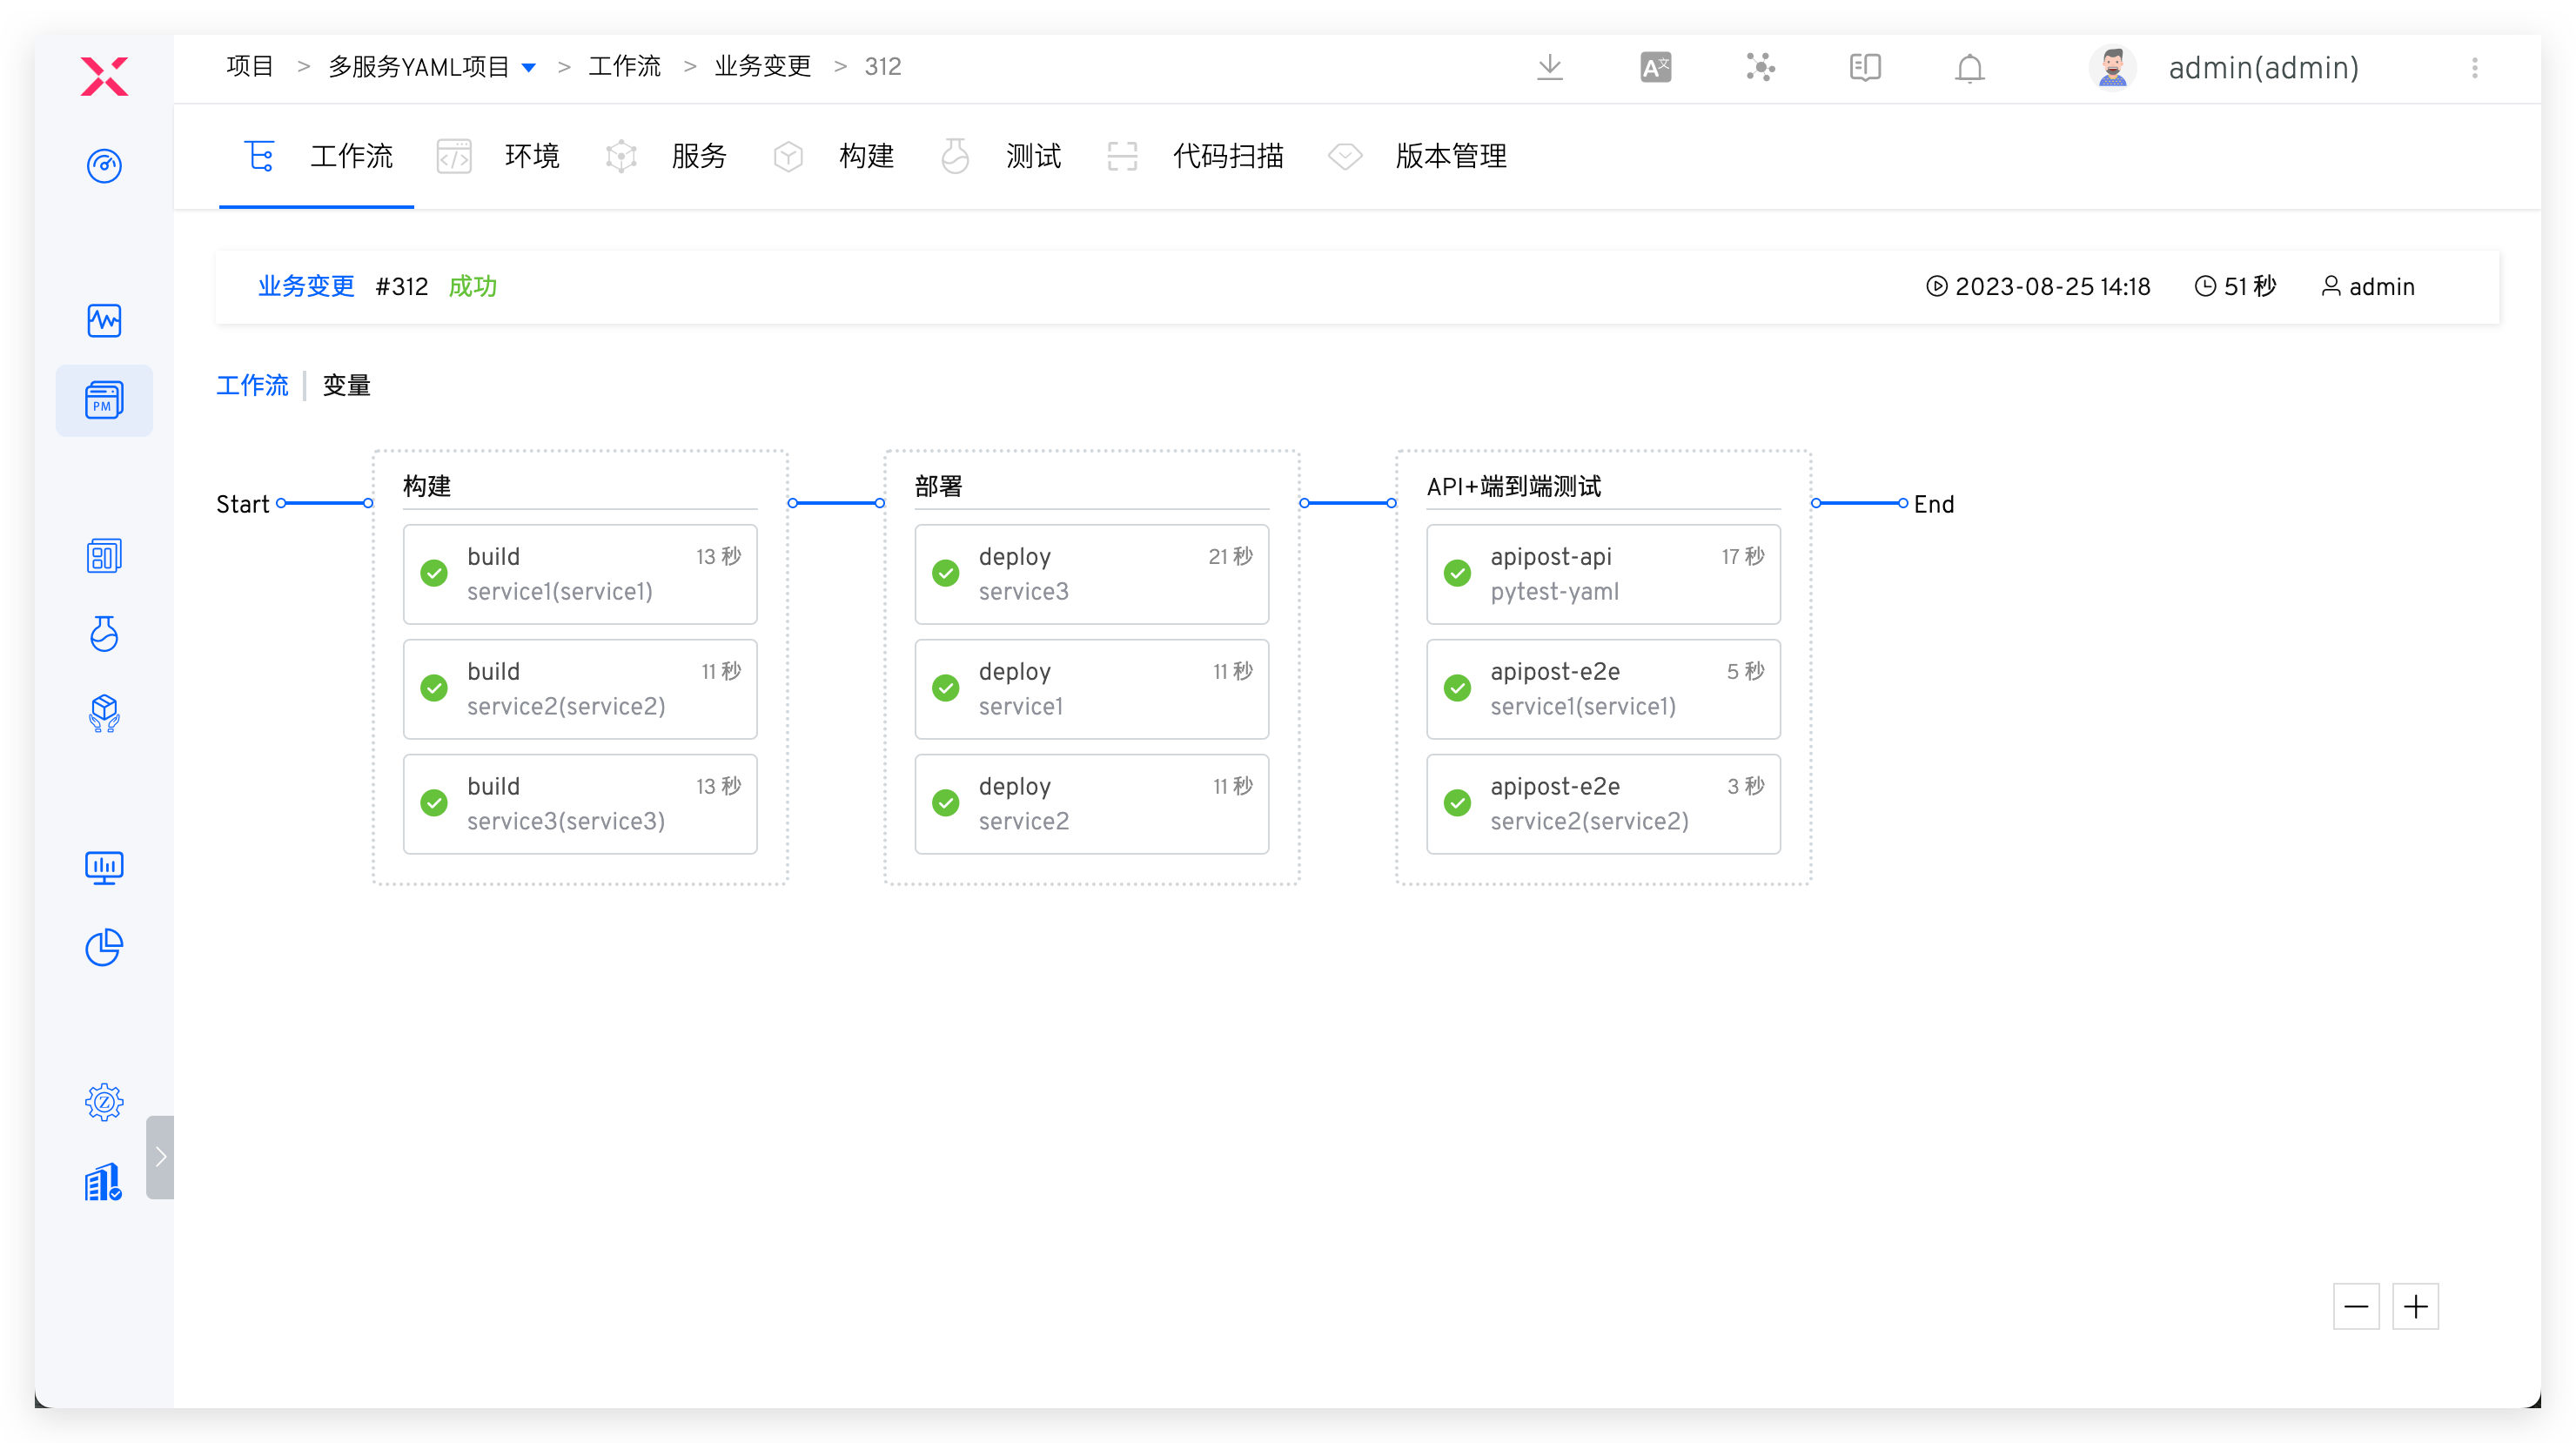 项目 > 多服务YAML项目 > 工作流 > 业务变更 > 312
A文
admin(admin)
工作流 环境 服务 构建 测试 代码扫描 版本管理
业务变更 #312 成功
2023-08-25 14:18 51 秒 admin
PM
工作流 变量
Start
构建
build 13 秒
service1(service1)
build 11 秒
service2(service2)
build 13 秒
service3(service3)
部署
deploy 21 秒
service3
deploy 11 秒
service1
deploy 11 秒
service2
API+端到端测试
apipost-api 17 秒
pytest-yaml
apipost-e2e 5 秒
service1(service1)
apipost-e2e 3 秒
service2(service2)
End
Z